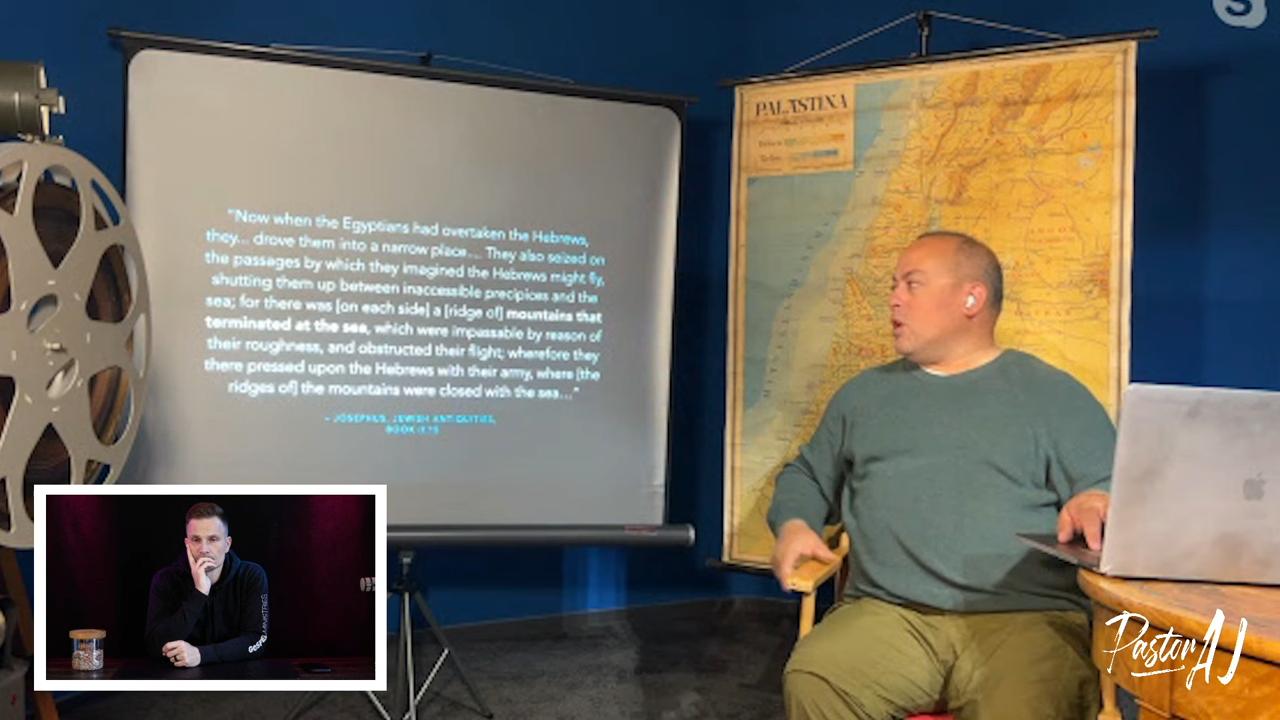 "Now when the Egyptians had overtaken the Hebrews,
they... drove them into a narrow place... They also seized on
the passages by which they imagined the Hebrews might fly,
shutting them up between inaccessible precipices and the
sea; for there was [on each side] a [ridge of] mountains that
terminated at the sea, which were impassable by reason of
their roughness, and obstructed their flight; wherefore they
there pressed upon the Hebrews with their army, where [the
ridges of] the mountains were closed with the sea..."
- JOSEPHUS, JEWISH ANTIQUITIES,
BOOK
PALÄSTINA
S
GOSPEL MINISTRIES
Pastor AJ